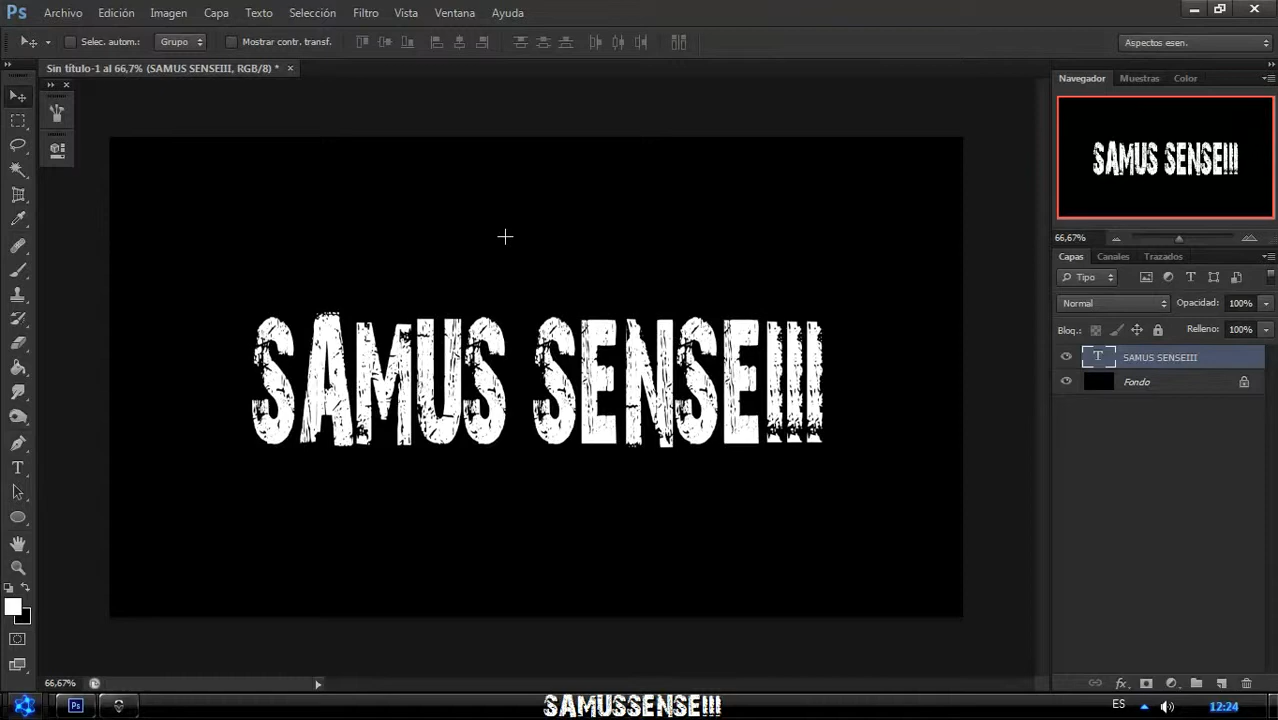 Ps Archivo Edición Imagen Capa Texto Selección Filtro Vista Ventana Ayuda
Selec. autom.: Grupo Mostrar contr. transf. Aspectos esen.
Sin título-1 al 66,7% (SAMUS SENSEIII, RGB/8) * ×
Navegador Muestras Color
SAMUS SENSEIII
66,67%
Capas Canales Trazados
Tipo
Normal Opacidad: 100%
Bloq.: Relleno: 100%
T SAMUS SENSEIII
Fondo
SAMUS SENSEIII
66,67%
Ps SAMUSSENSEIII ES 12:24